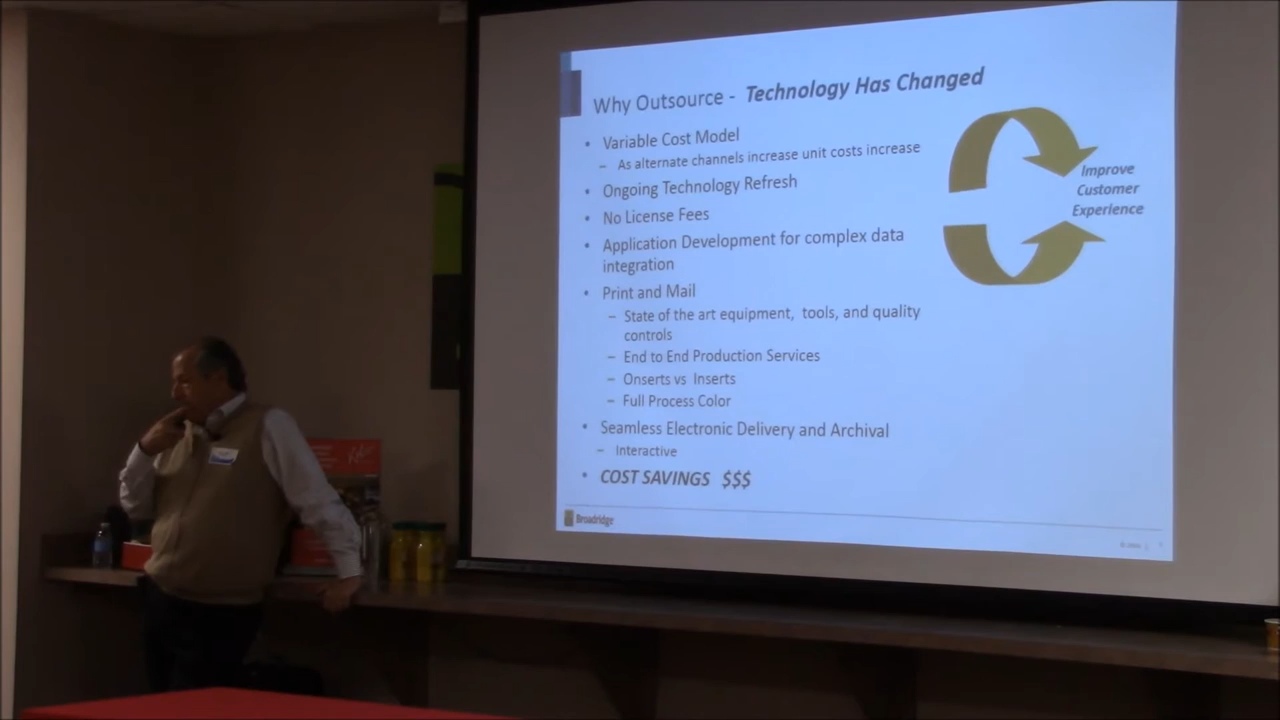 Why Outsource - Technology Has Changed
• Variable Cost Model
– As alternate channels increase unit costs increase
• Ongoing Technology Refresh
• No License Fees
• Application Development for complex data
integration
• Print and Mail
– State of the art equipment, tools, and quality
controls
– End to End Production Services
– Onserts vs Inserts
– Full Process Color
• Seamless Electronic Delivery and Archival
– Interactive
• COST SAVINGS $$$
Improve
Customer
Experience
Broadridge